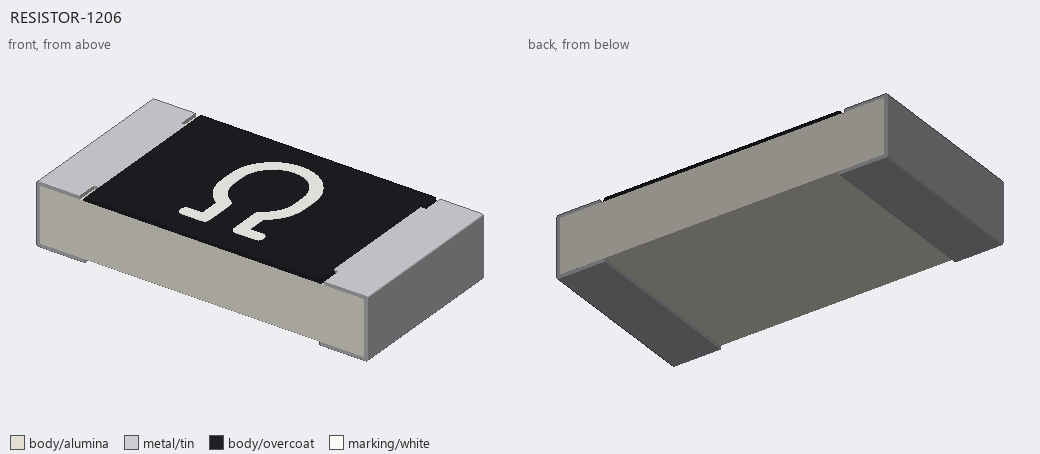 RESISTOR-1206
front, from above
back, from below
Ω
body/alumina
metal/tin
body/overcoat
marking/white